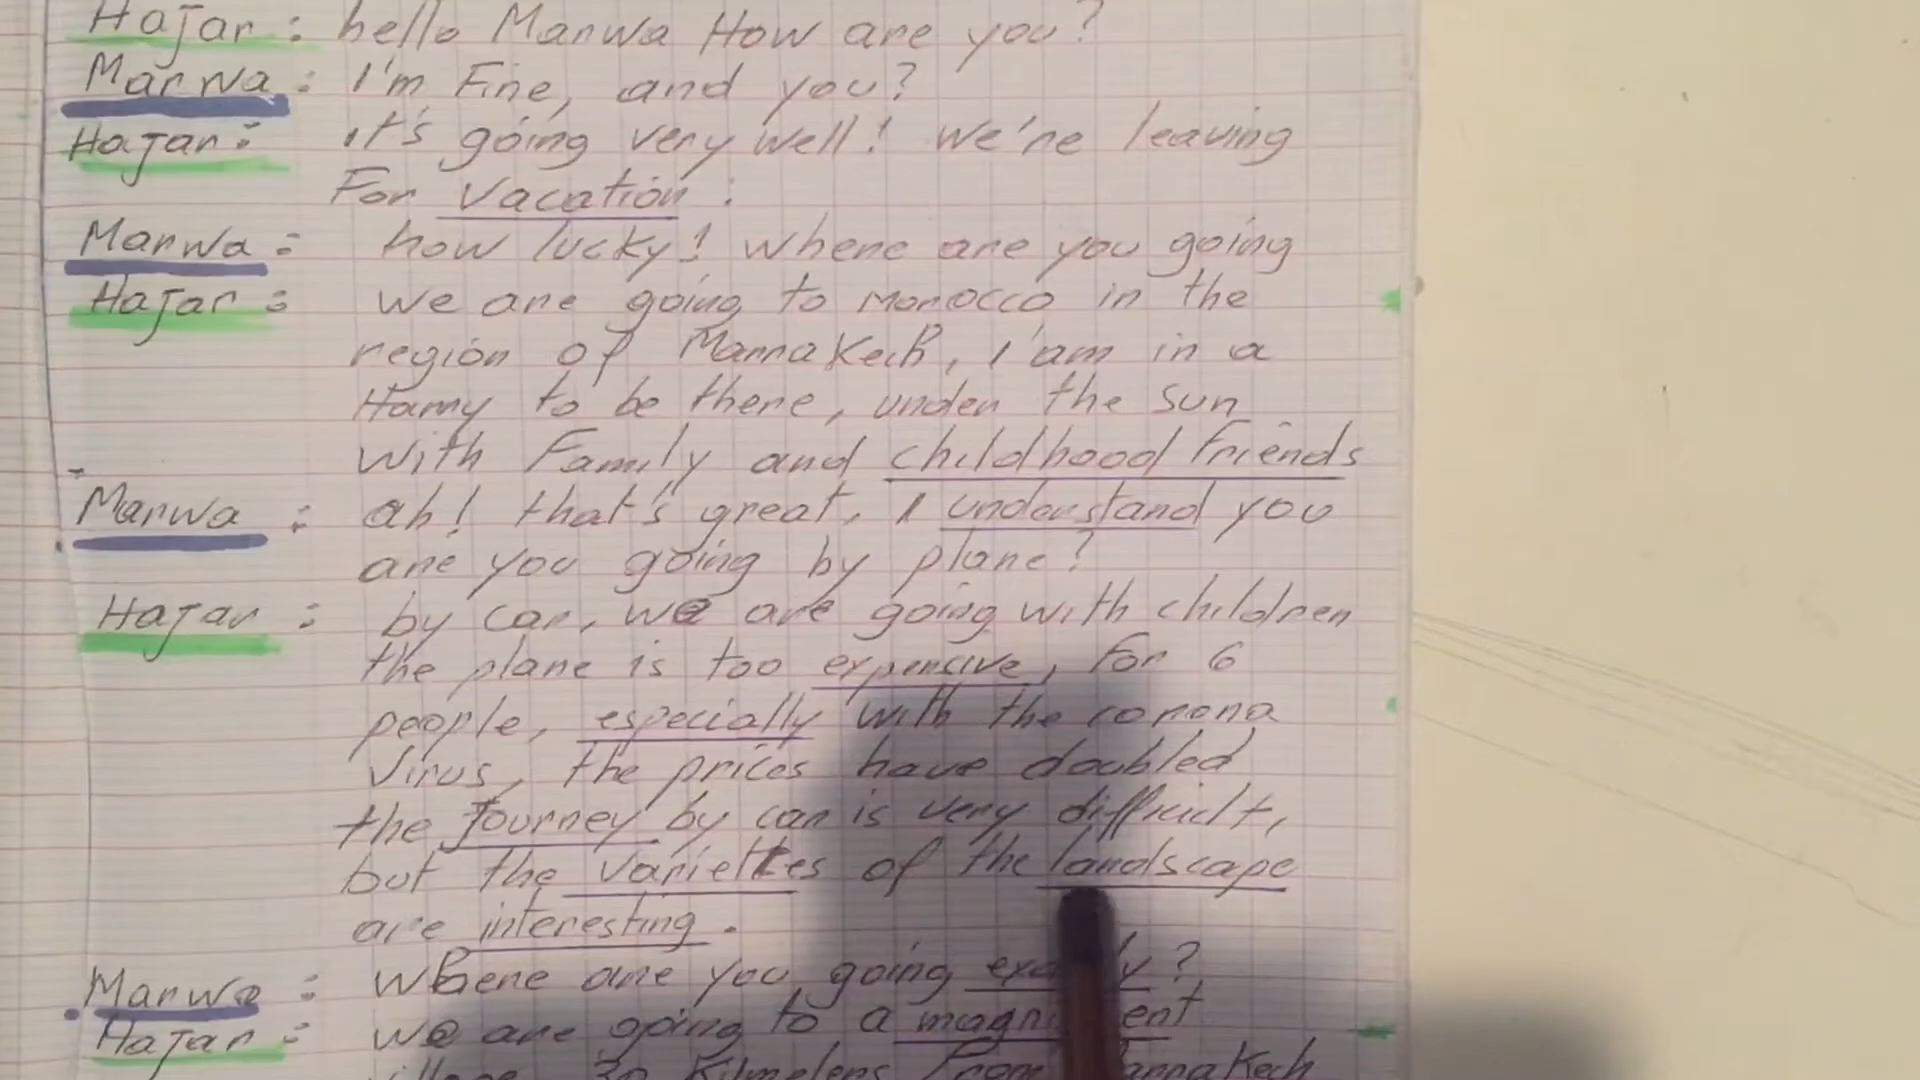 Hajar : hello Marwa How are you?
Marwa : I'm Fine, and you?
Hajar : it's going very well! we're leaving
For vacation :
Marwa : how lucky! where are you going
Hajar : we are going to Morocco in the
region of Marrakech, I'am in a
Harry to be there, under the sun
with Family and childhood friends
Marwa : ah! that's great, I understand you
are you going by plane?
Hajar : by car, we are going with children
the plane is too expensive, for 6
people, especially with the corona
Virus, the prices have doubled
the Journey by car is very difficult,
but the varieties of the landscape
are interesting.
Marwa : Where are you going ?
Hajar : we are going to a
30 From